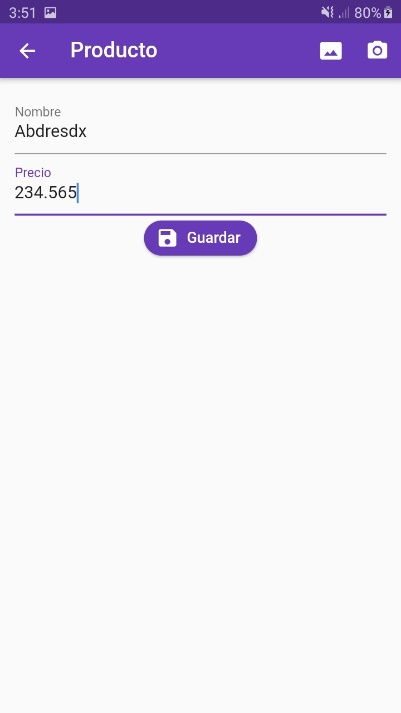 3:51 80%
Producto
Nombre
Abdresdx
Precio
234.565
Guardar